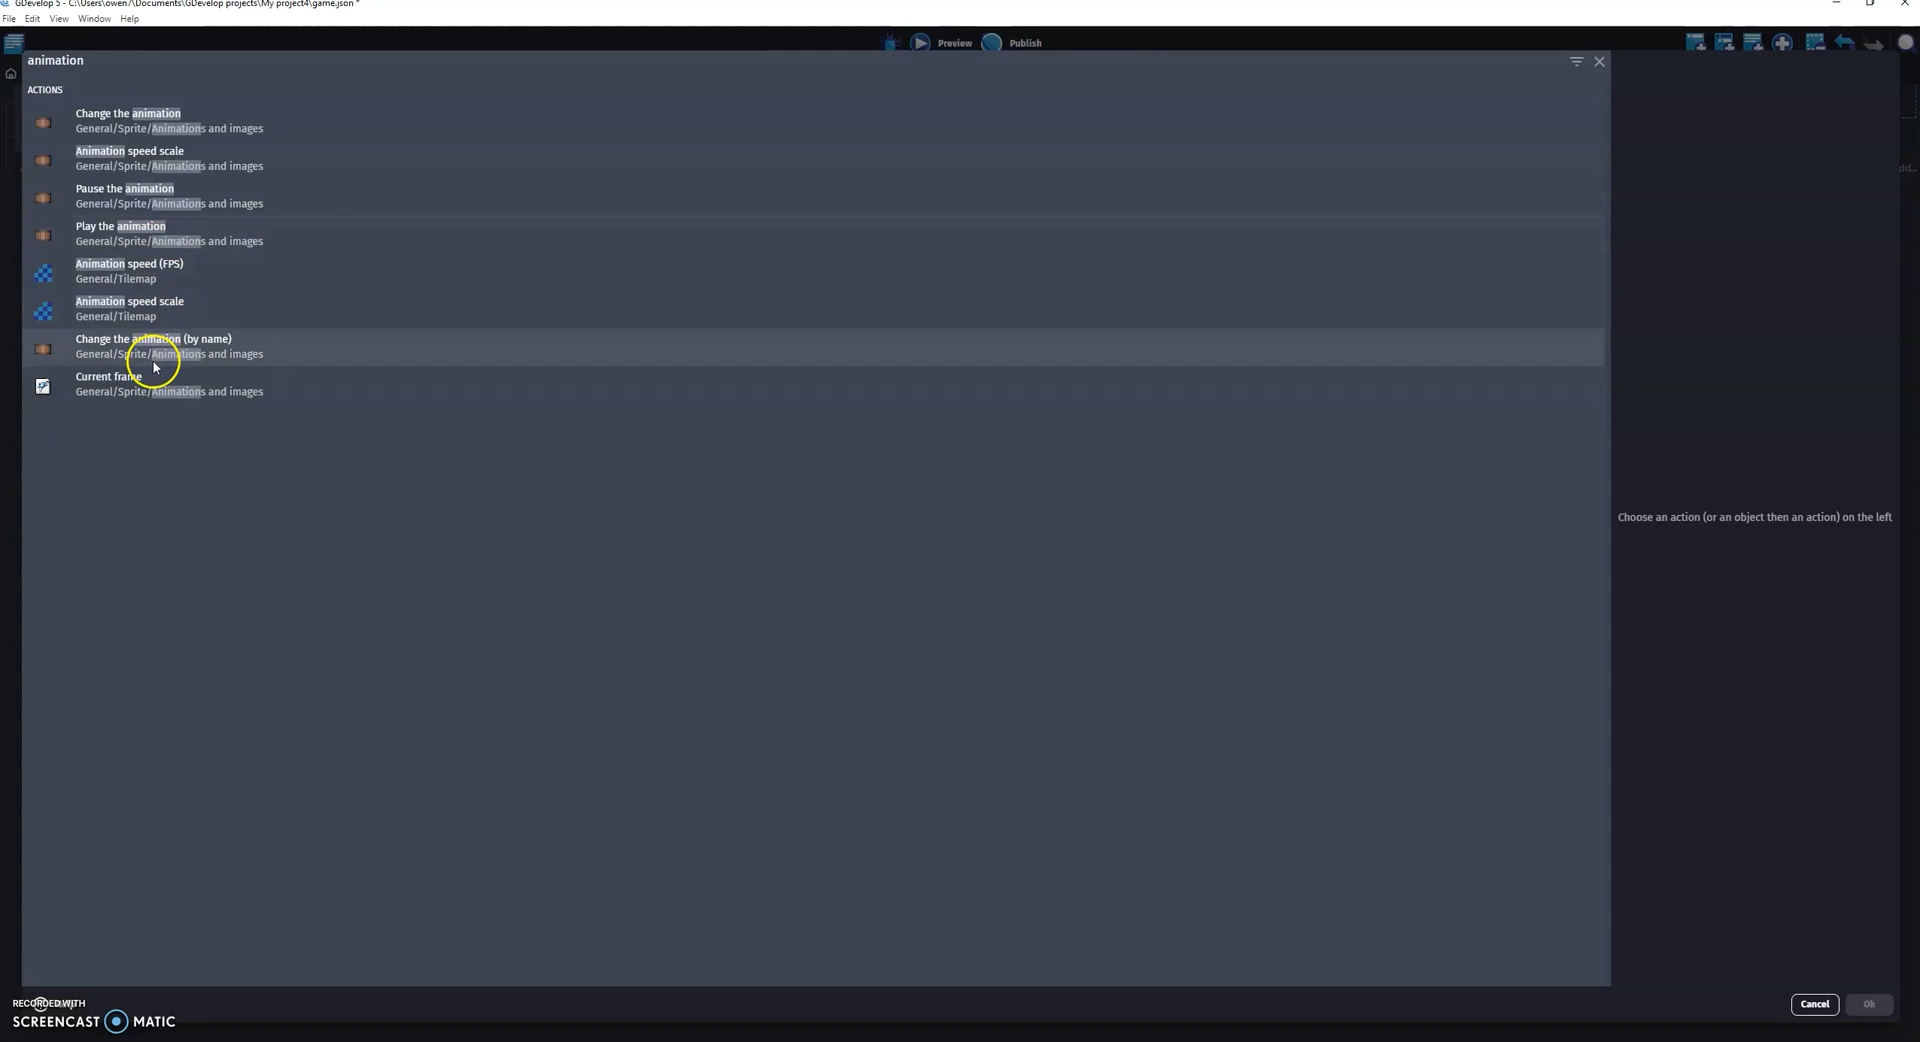 GDevelop 5 - C:\Users\owen7\Documents\GDevelop projects\My project4\game.json *
File Edit View Window Help
Preview Publish
animation
ACTIONS
Change the animation
General/Sprite/Animations and images
Animation speed scale
General/Sprite/Animations and images
Pause the animation
General/Sprite/Animations and images
Play the animation
General/Sprite/Animations and images
Animation speed (FPS)
General/Tilemap
Animation speed scale
General/Tilemap
Change the animation (by name)
General/Sprite/Animations and images
Current frame
General/Sprite/Animations and images
Choose an action (or an object then an action) on the left
Cancel Ok
RECORDED WITH
SCREENCAST MATIC